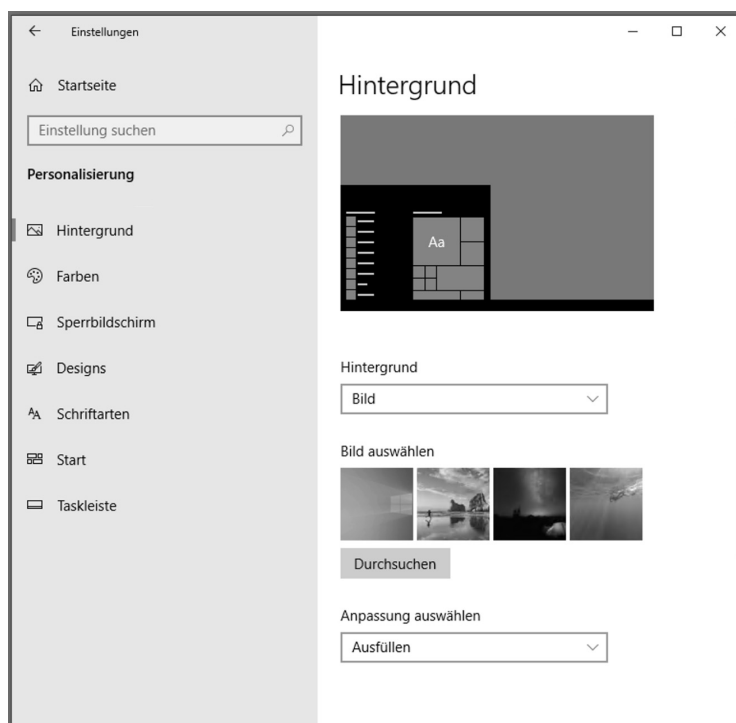 Einstellungen
Startseite
Einstellung suchen
Personalisierung
Hintergrund
Farben
Sperrbildschirm
Designs
Schriftarten
Start
Taskleiste
Hintergrund
Aa
Hintergrund
Bild
Bild auswählen
Durchsuchen
Anpassung auswählen
Ausfüllen